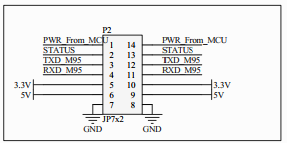 P2
PWR_From_MCU 1 14 PWR_From_MCU
STATUS 2 13 STATUS
TXD_M95 3 12 TXD_M95
RXD_M95 4 11 RXD_M95
3.3V 5 10 3.3V
5V 6 9 5V
7 8
GND JP7x2 GND